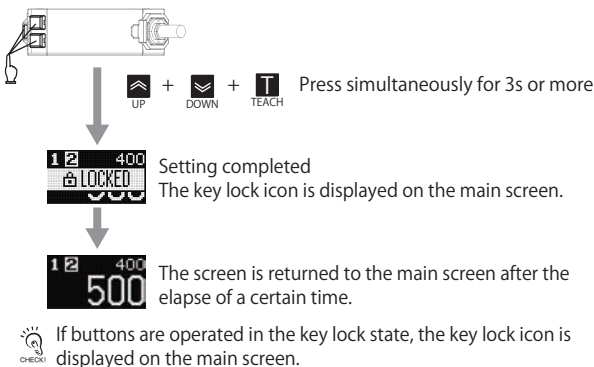 UP + DOWN + T TEACH Press simultaneously for 3s or more
1 2 400
LOCKED
Setting completed
The key lock icon is displayed on the main screen.
1 2 400
500
The screen is returned to the main screen after the
elapse of a certain time.
CHECK!
If buttons are operated in the key lock state, the key lock icon is
displayed on the main screen.